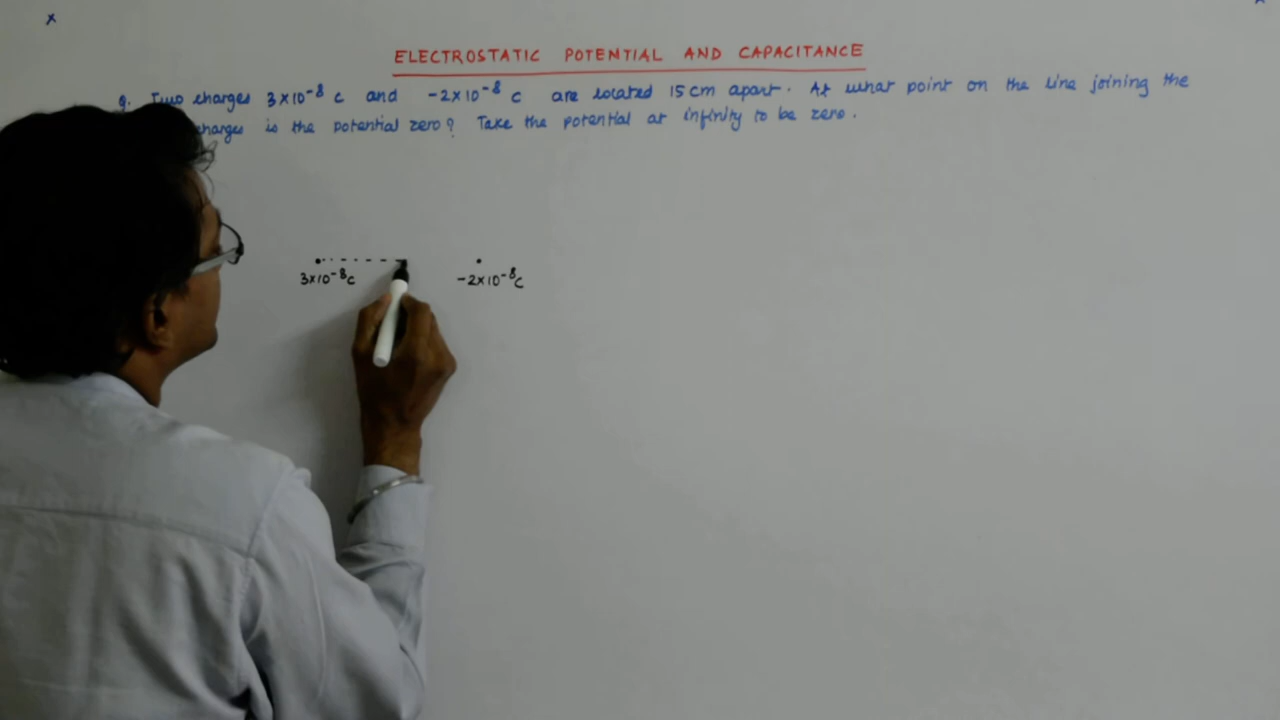 ELECTROSTATIC POTENTIAL AND CAPACITANCE
Q. Two charges 3×10⁻⁸ c and -2×10⁻⁸ c are located 15 cm apart. At what point on the line joining the
charges is the potential zero? Take the potential at infinity to be zero.
3×10⁻⁸c -2×10⁻⁸c